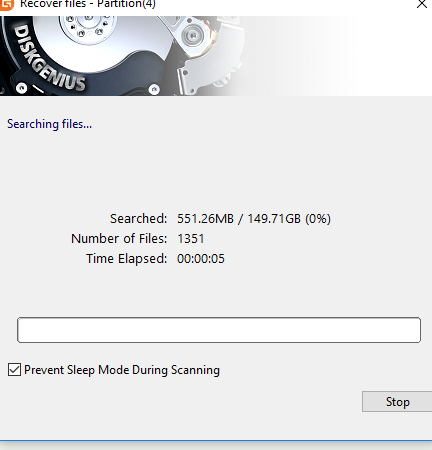 Recover files - Partition(4)
DISKGENIUS
Searching files...
Searched: 551.26MB / 149.71GB (0%)
Number of Files: 1351
Time Elapsed: 00:00:05
Prevent Sleep Mode During Scanning
Stop